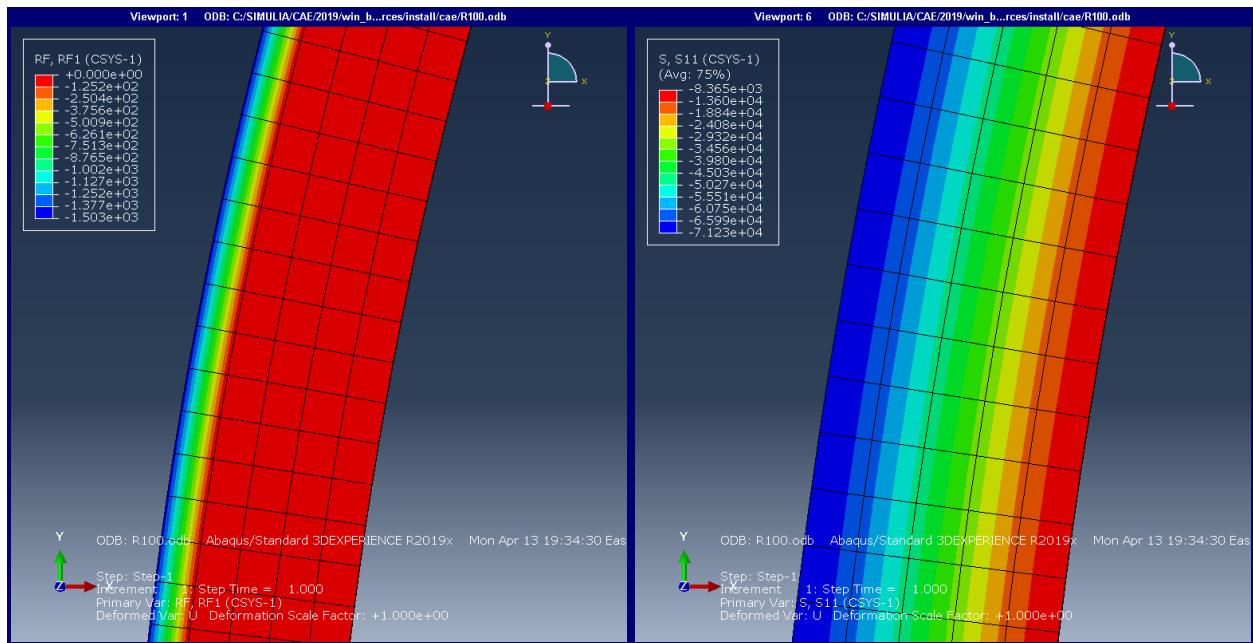 Viewport: 1 ODB: C:/SIMULIA/CAE/2019/win_b...rces/install/cae/R100.odb
RF, RF1 (CSYS-1)
+0.000e+00
-1.252e+02
-2.504e+02
-3.756e+02
-5.009e+02
-6.261e+02
-7.513e+02
-8.765e+02
-1.002e+03
-1.127e+03
-1.252e+03
-1.377e+03
-1.503e+03
Y
X
Y
Z
X
ODB: R100.odb Abaqus/Standard 3DEXPERIENCE R2019x Mon Apr 13 19:34:30 Eas
Step: Step-1
Increment 1: Step Time = 1.000
Primary Var: RF, RF1 (CSYS-1)
Deformed Var: U Deformation Scale Factor: +1.000e+00
Viewport: 6 ODB: C:/SIMULIA/CAE/2019/win_b...rces/install/cae/R100.odb
S, S11 (CSYS-1)
(Avg: 75%)
-8.365e+03
-1.360e+04
-1.884e+04
-2.408e+04
-2.932e+04
-3.456e+04
-3.980e+04
-4.503e+04
-5.027e+04
-5.551e+04
-6.075e+04
-6.599e+04
-7.123e+04
Y
X
Y
Z
X
ODB: R100.odb Abaqus/Standard 3DEXPERIENCE R2019x Mon Apr 13 19:34:30 Eas
Step: Step-1
Increment 1: Step Time = 1.000
Primary Var: S, S11 (CSYS-1)
Deformed Var: U Deformation Scale Factor: +1.000e+00